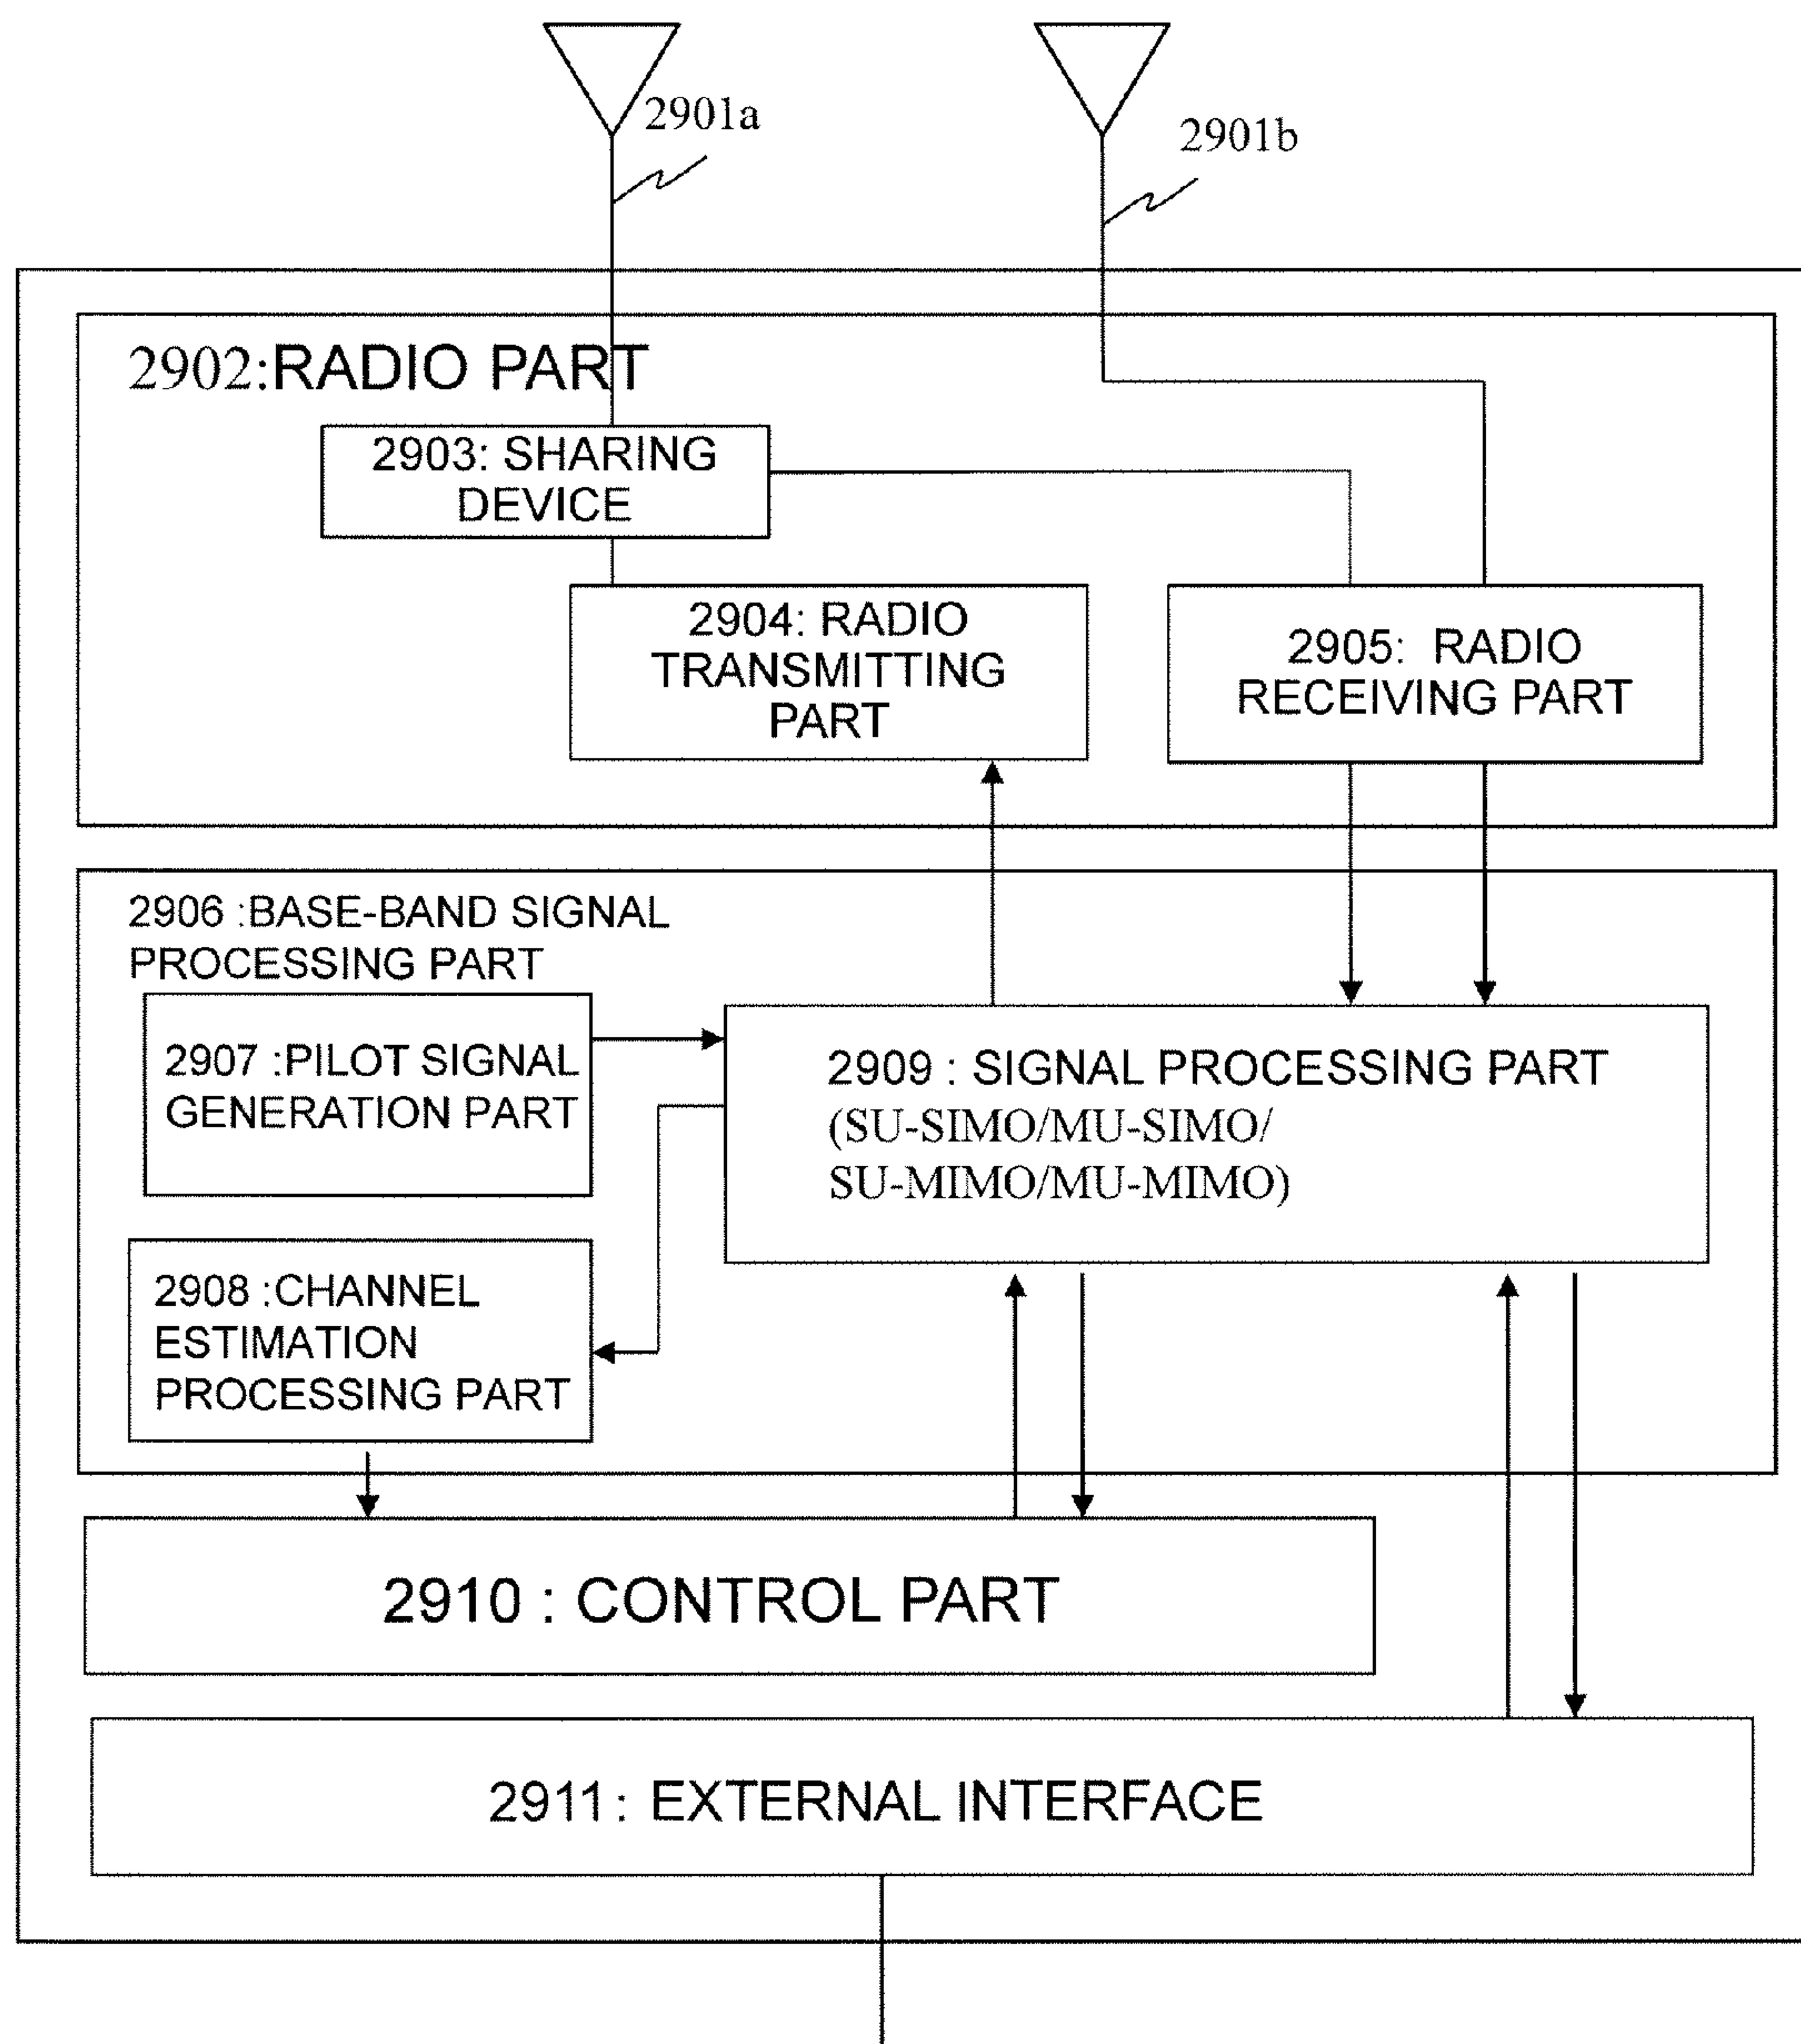 2901a
2901b
2902:RADIO PART
2903: SHARING
DEVICE
2904: RADIO
TRANSMITTING
PART
2905: RADIO
RECEIVING PART
2906 :BASE-BAND SIGNAL
PROCESSING PART
2907 :PILOT SIGNAL
GENERATION PART
2909 : SIGNAL PROCESSING PART
(SU-SIMO/MU-SIMO/
SU-MIMO/MU-MIMO)
2908 :CHANNEL
ESTIMATION
PROCESSING PART
2910 : CONTROL PART
2911 : EXTERNAL INTERFACE